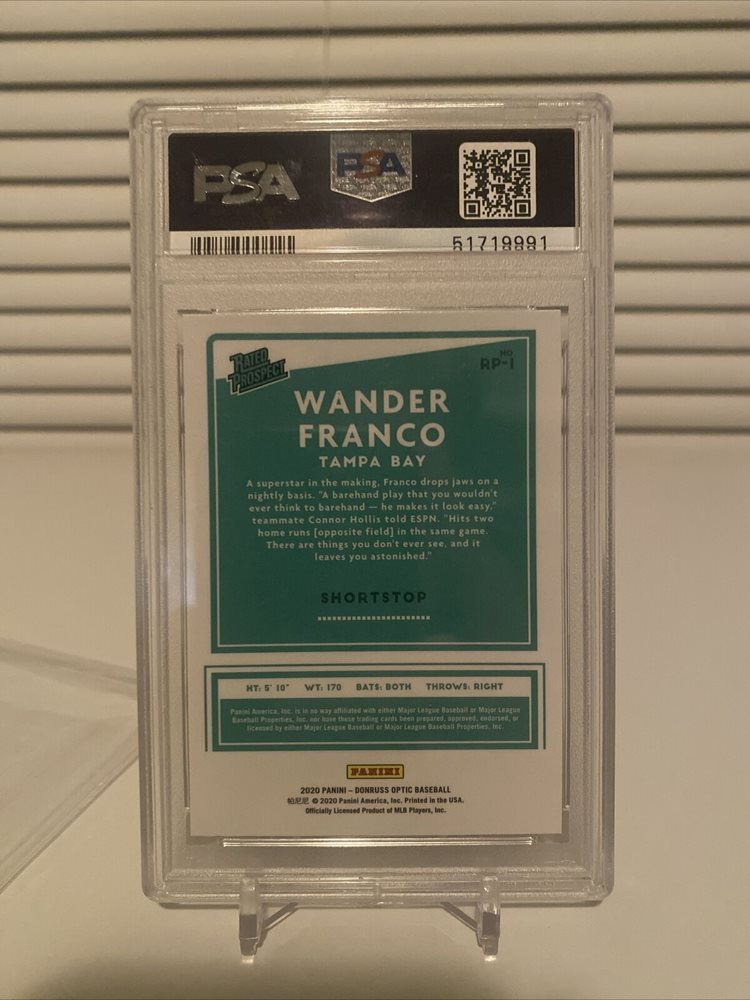 PSA
PSA
51719991
RATED
PROSPECT
NO
RP-1
WANDER
FRANCO
TAMPA BAY
A superstar in the making, Franco drops jaws on a
nightly basis. "A barehand play that you wouldn't
ever think to barehand — he makes it look easy,"
teammate Connor Hollis told ESPN. "Hits two
home runs [opposite field] in the same game.
There are things you don't ever see, and it
leaves you astonished."
SHORTSTOP
HT: 5' 10" WT: 170 BATS: BOTH THROWS: RIGHT
Panini America, Inc. is in no way affiliated with either Major League Baseball or Major League
Baseball Properties, Inc. nor have these trading cards been prepared, approved, endorsed, or
licensed by either Major League Baseball or Major League Baseball Properties, Inc.
PANINI
2020 PANINI – DONRUSS OPTIC BASEBALL
帕尼尼 © 2020 Panini America, Inc. Printed in the USA.
Officially Licensed Product of MLB Players, Inc.